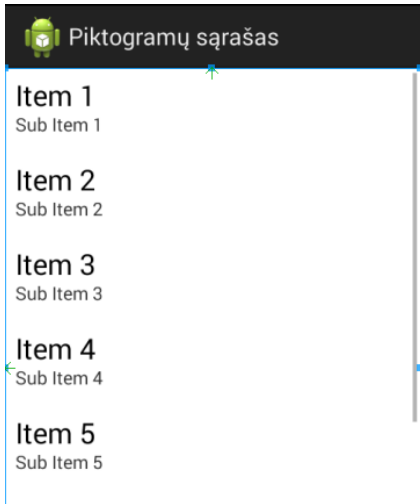 Piktogramų sąrašas
Item 1
Sub Item 1
Item 2
Sub Item 2
Item 3
Sub Item 3
Item 4
Sub Item 4
Item 5
Sub Item 5